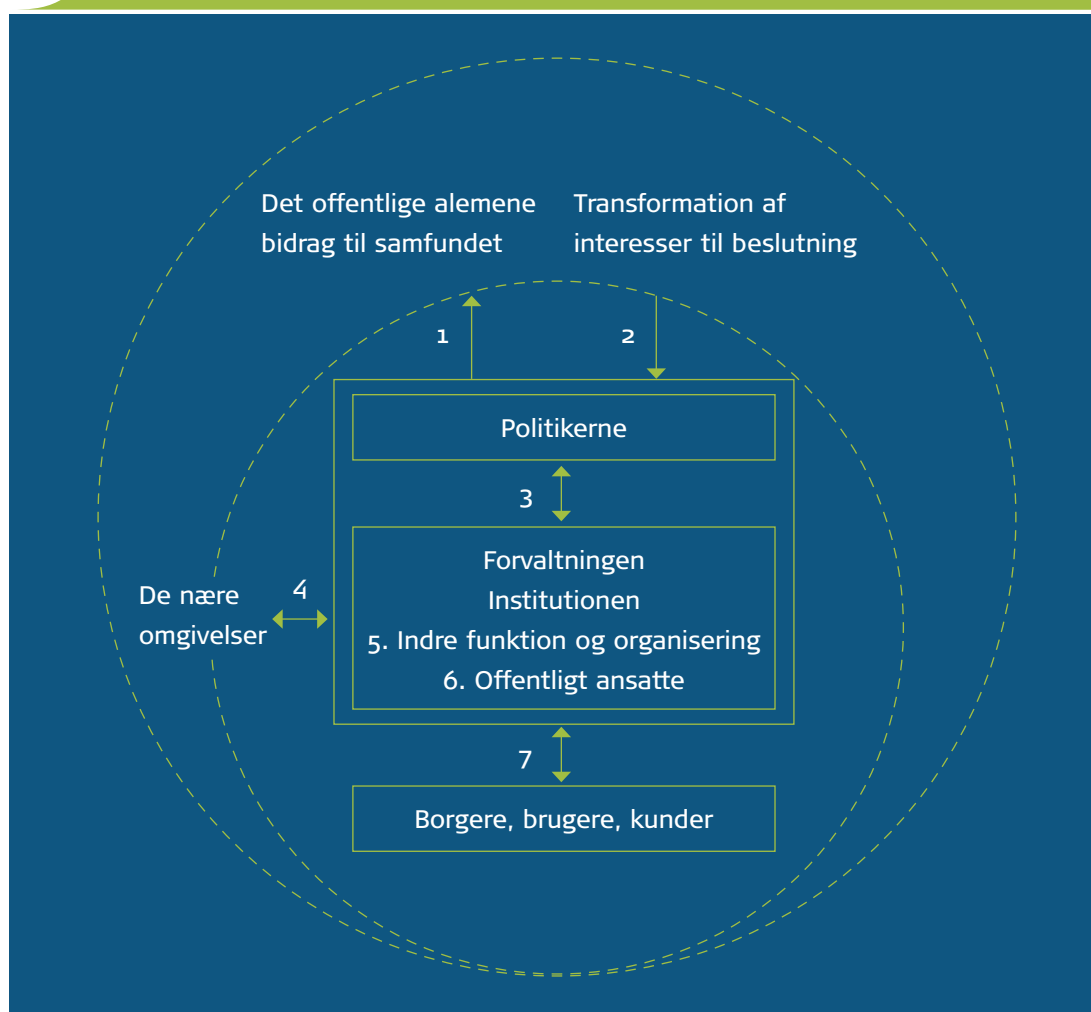 Det offentlige alemene
bidrag til samfundet
Transformation af
interesser til beslutning
1
2
Politikerne
3
Forvaltningen
Institutionen
5. Indre funktion og organisering
6. Offentligt ansatte
4
De nære
omgivelser
7
Borgere, brugere, kunder